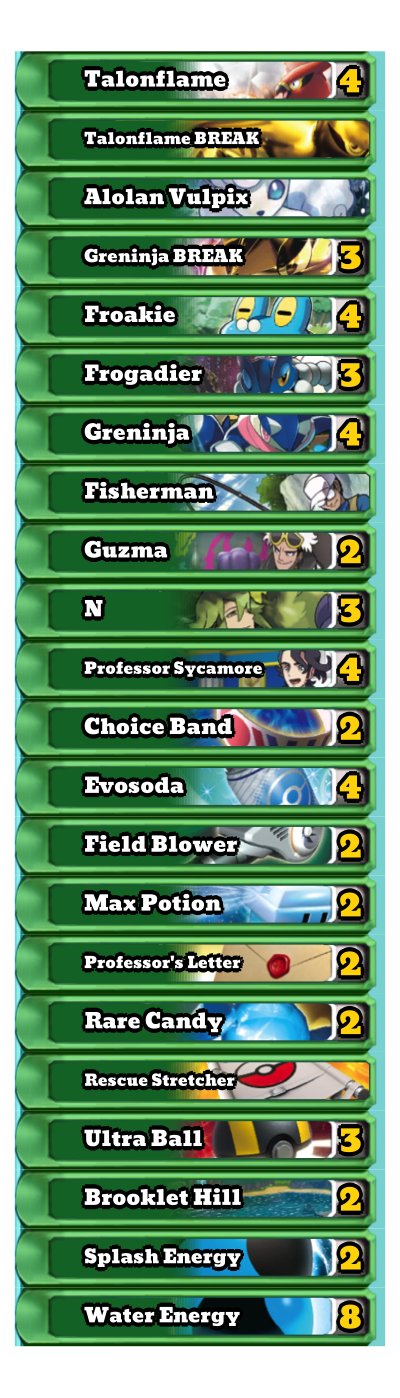 Talonflame 4
Talonflame BREAK
Alolan Vulpix
Greninja BREAK 3
Froakie 4
Frogadier 3
Greninja 4
Fisherman
Guzma 2
N 3
Professor Sycamore 4
Choice Band 2
Evosoda 4
Field Blower 2
Max Potion 2
Professor's Letter 2
Rare Candy 2
Rescue Stretcher
Ultra Ball 3
Brooklet Hill 2
Splash Energy 2
Water Energy 8